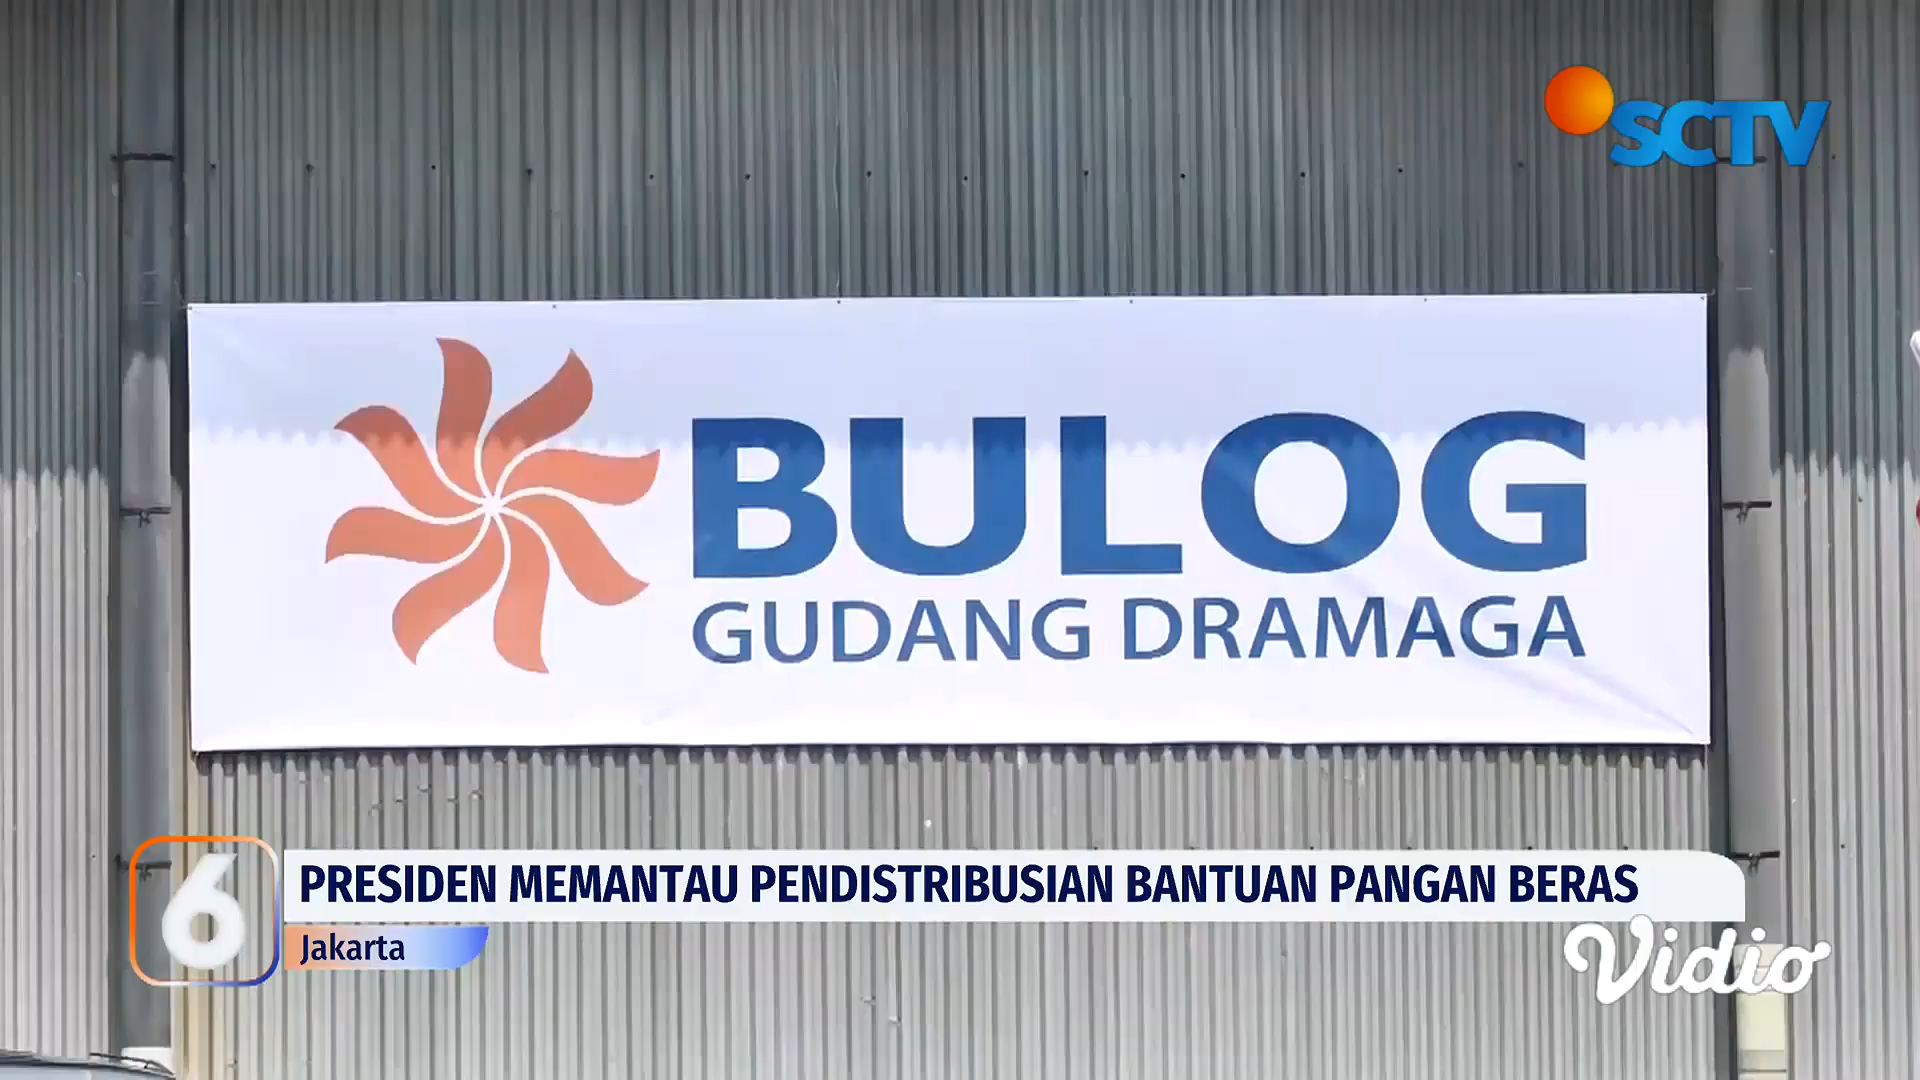 SCTV
BULOG
GUDANG DRAMAGA
6
PRESIDEN MEMANTAU PENDISTRIBUSIAN BANTUAN PANGAN BERAS
Jakarta
Vidio